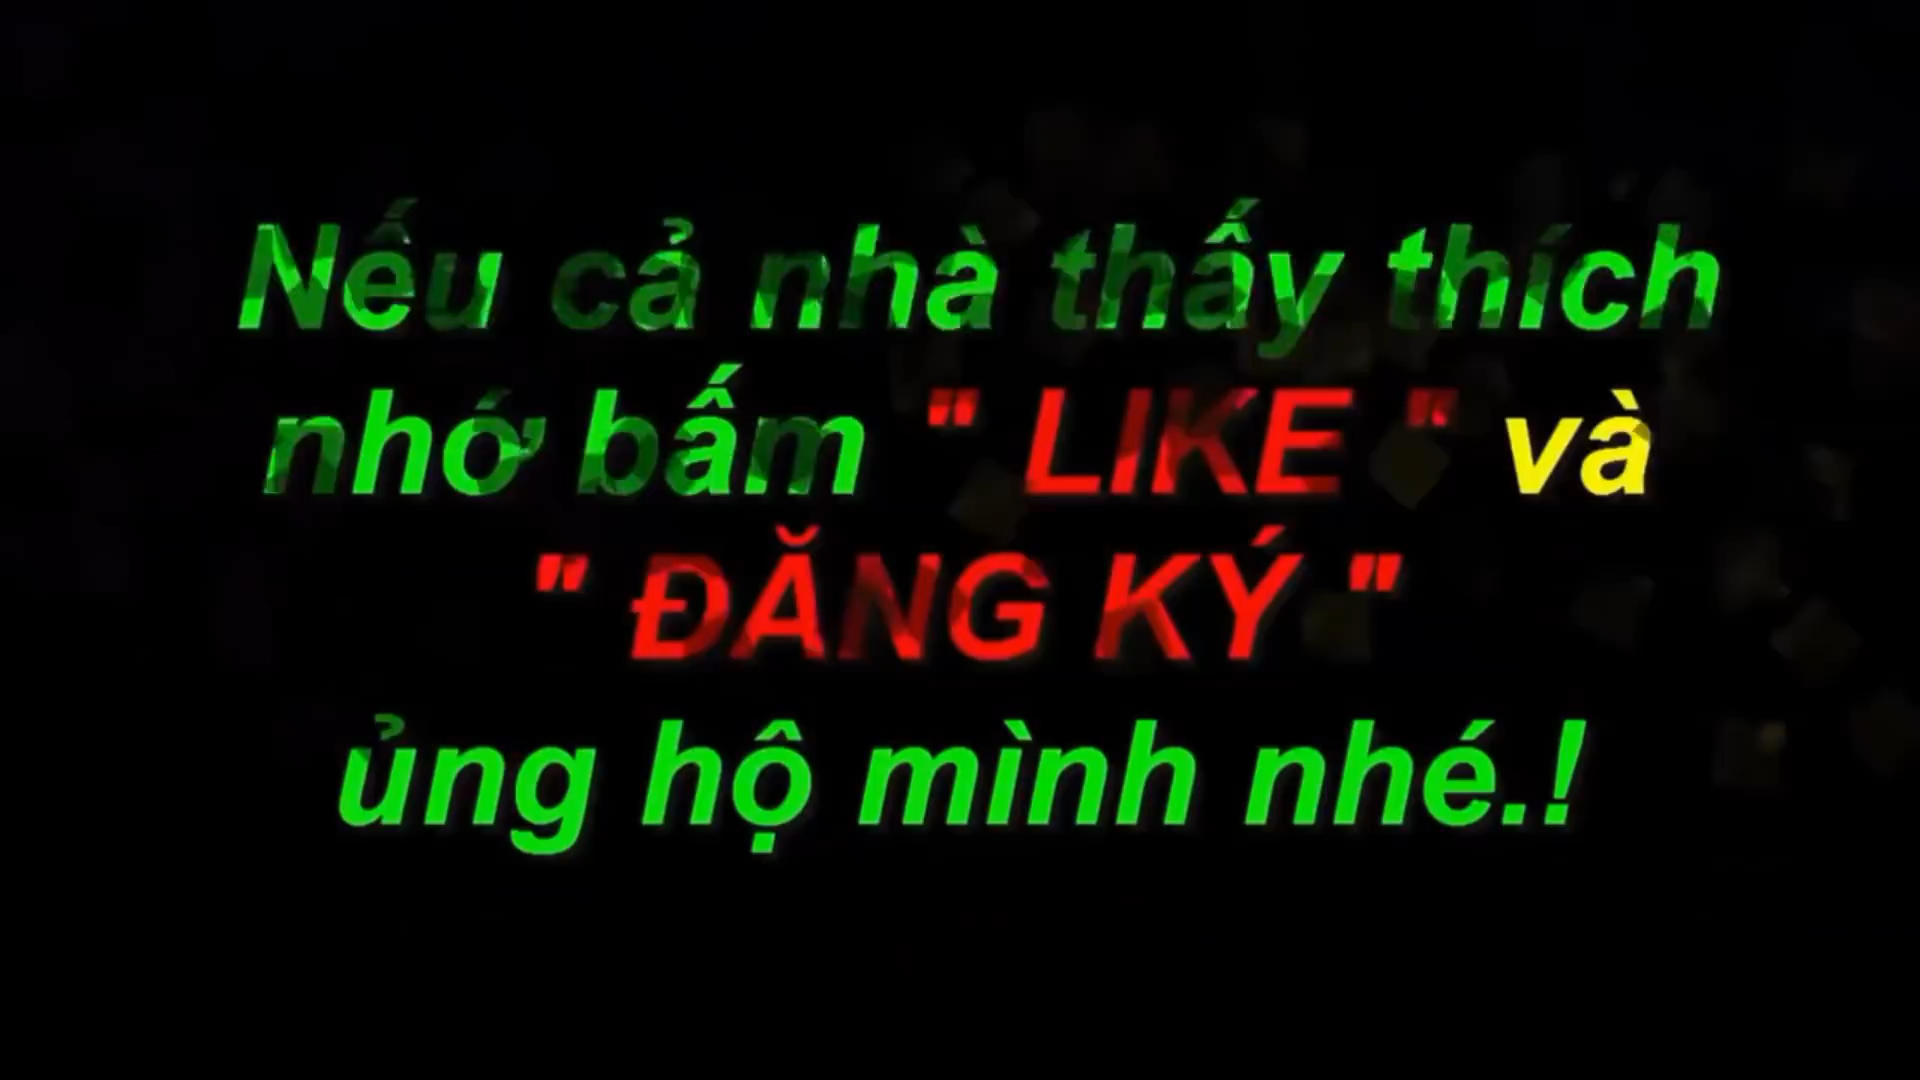 Nếu cả nhà thấy thích
nhớ bấm " LIKE " và
" ĐĂNG KÝ "
ủng hộ mình nhé.!